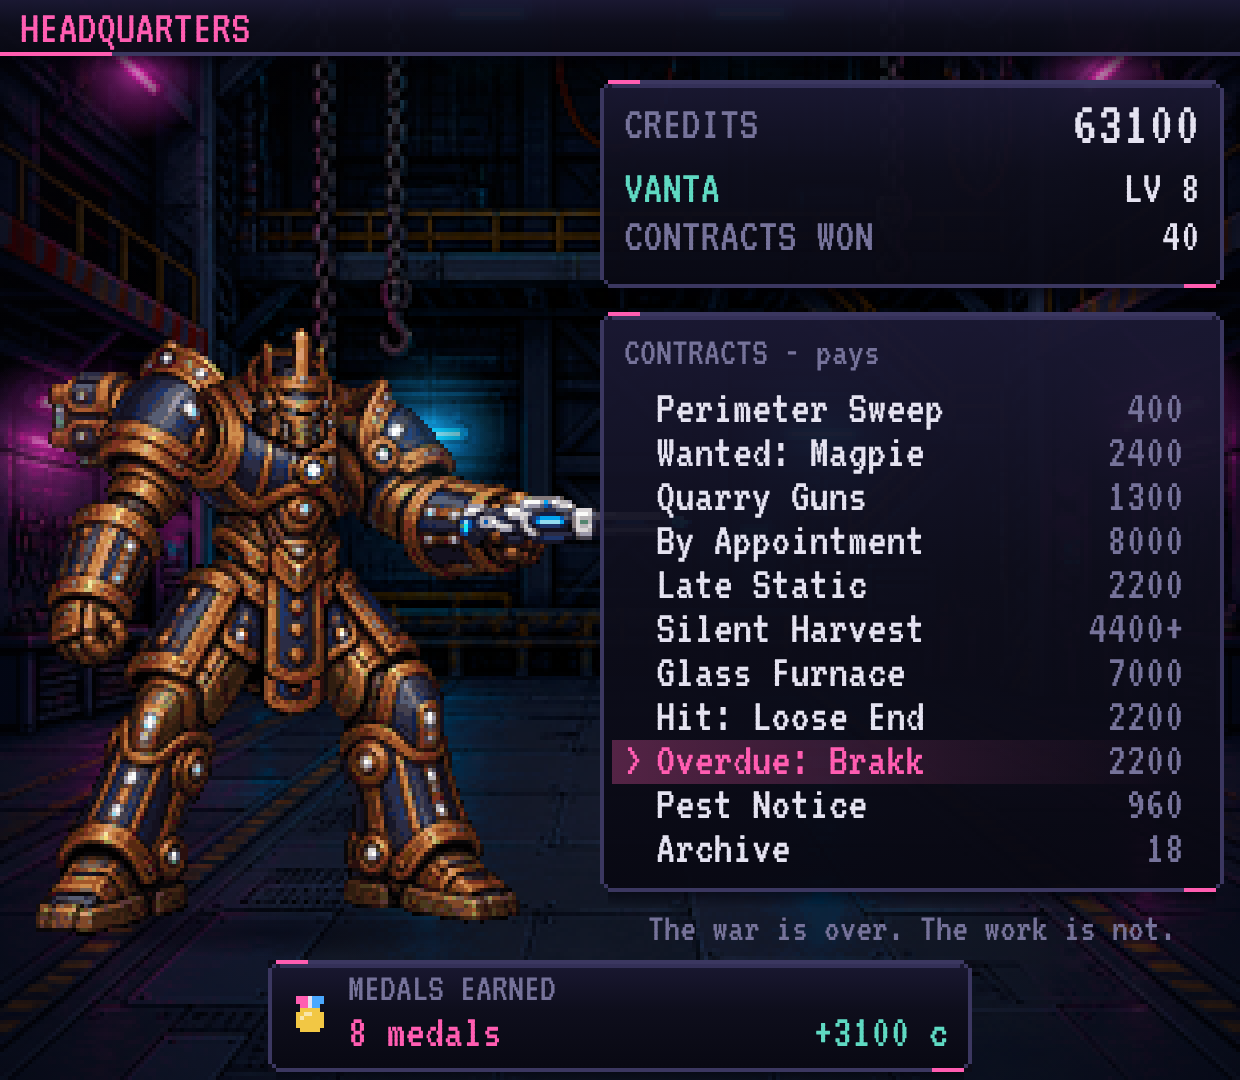 HEADQUARTERS
CREDITS 63100
VANTA LV 8
CONTRACTS WON 40
CONTRACTS - pays
Perimeter Sweep 400
Wanted: Magpie 2400
Quarry Guns 1300
By Appointment 8000
Late Static 2200
Silent Harvest 4400+
Glass Furnace 7000
Hit: Loose End 2200
> Overdue: Brakk 2200
Pest Notice 960
Archive 18
The war is over. The work is not.
MEDALS EARNED
8 medals +3100 c